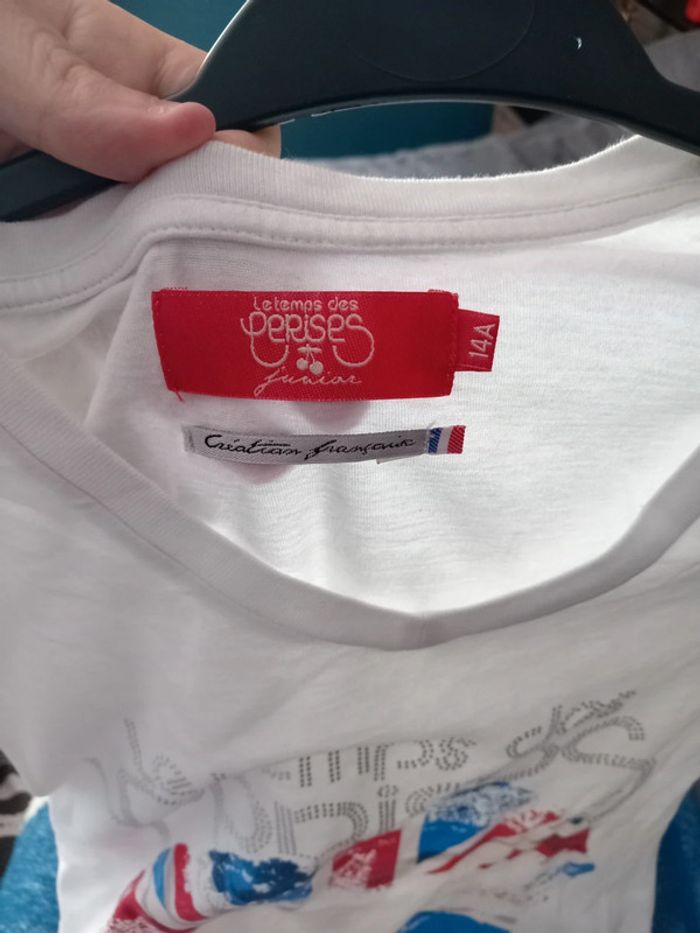 Le temps des
CERISES
junior
14A
Création française